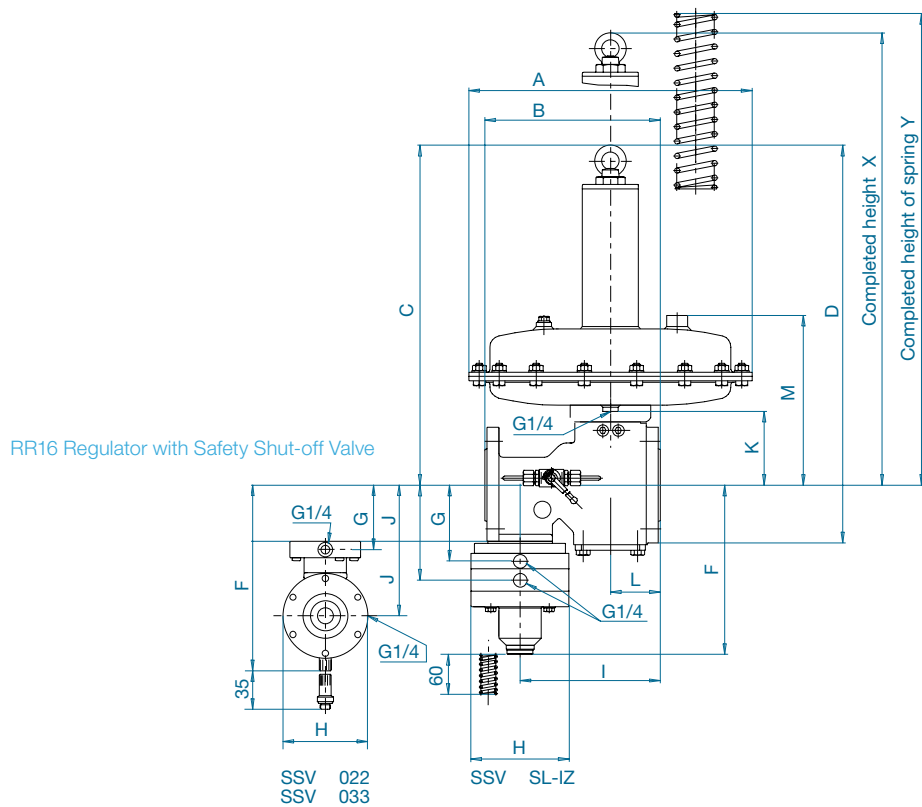 A
B
C
D
Completed height X
Completed height of spring Y
M
K
G1/4
RR16 Regulator with Safety Shut-off Valve
G1/4
G
J
G
F
J
F
L
G1/4
G1/4
35
60
I
H
H
SSV 022
SSV 033
SSV SL-IZ